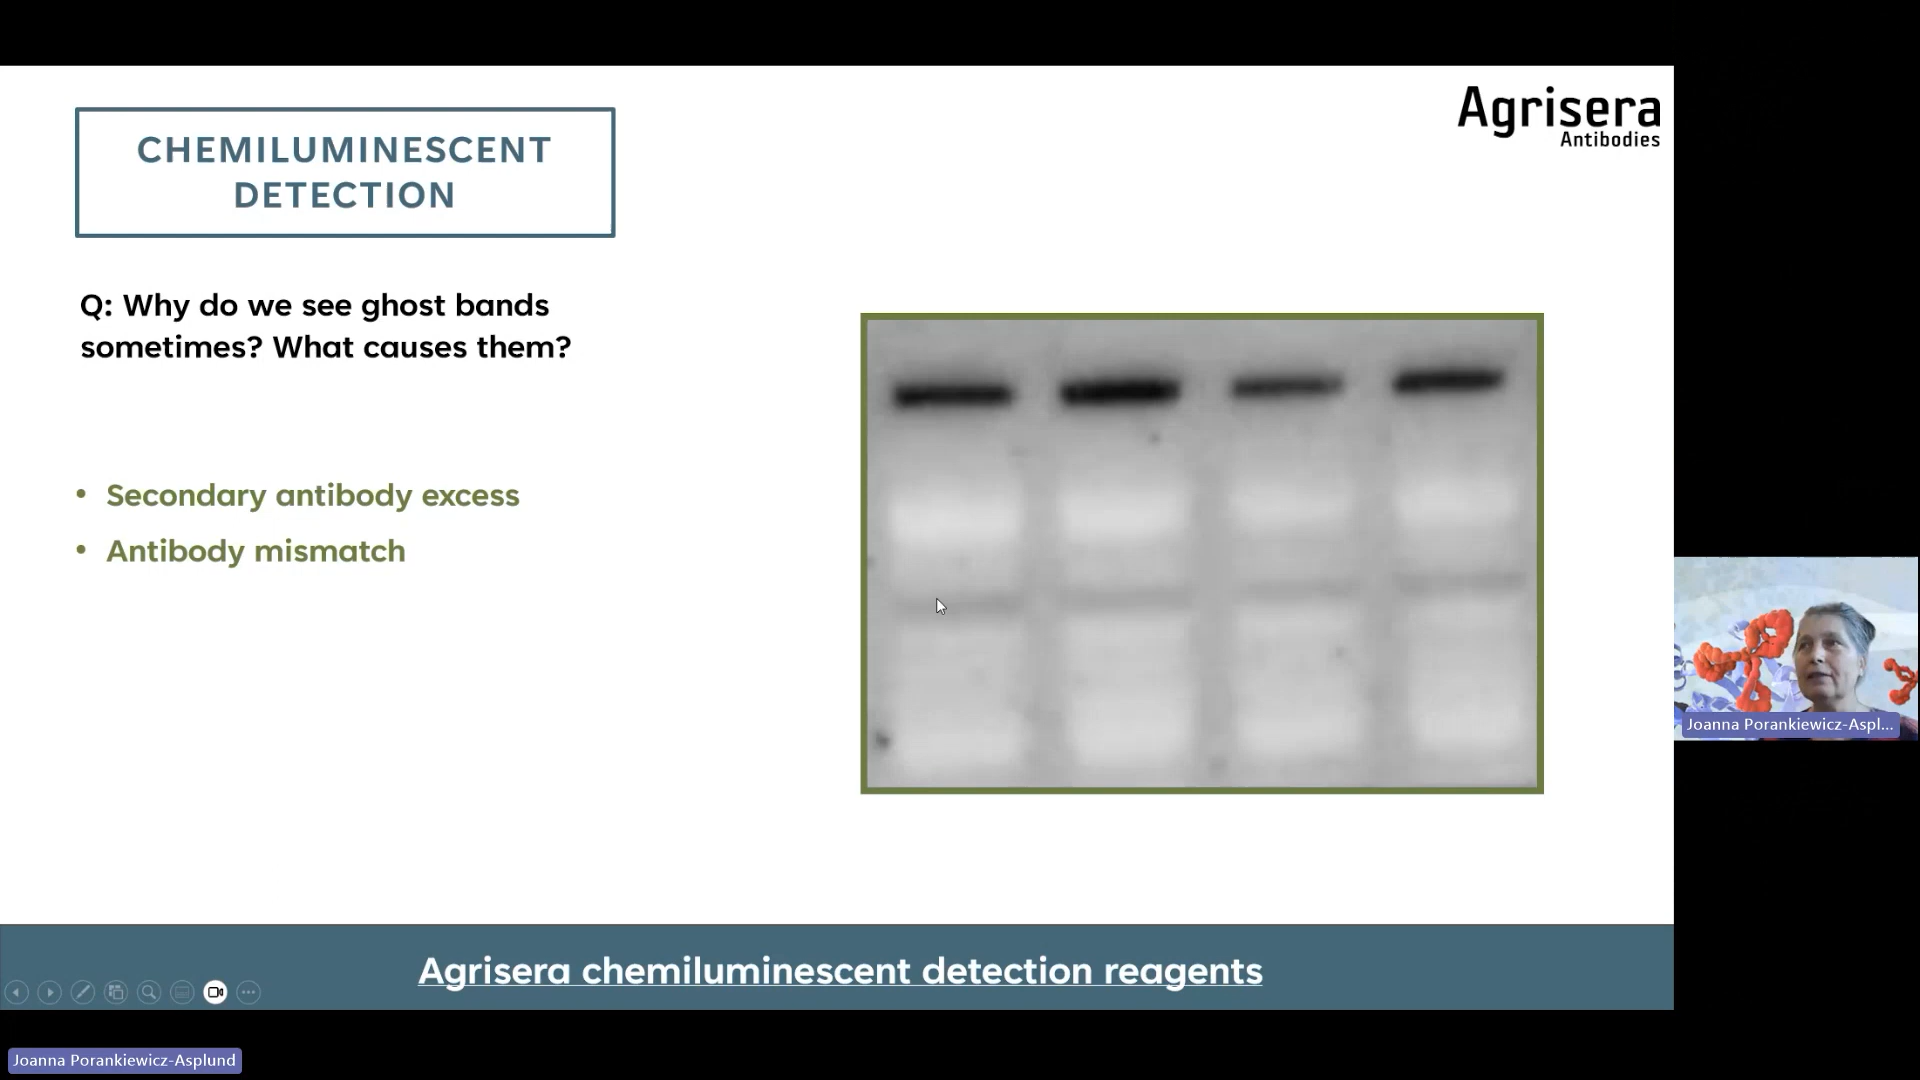 CHEMILUMINESCENT
DETECTION
Agrisera
Antibodies
Q: Why do we see ghost bands
sometimes? What causes them?
• Secondary antibody excess
• Antibody mismatch
Joanna Porankiewicz-Aspl...
Agrisera chemiluminescent detection reagents
Joanna Porankiewicz-Asplund